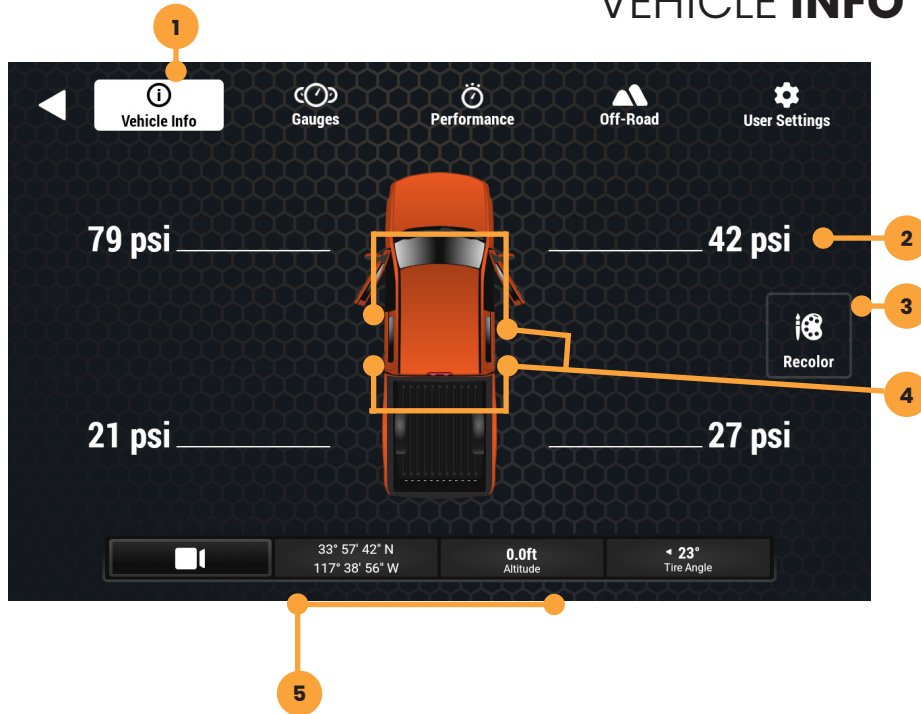 VEHICLE INFO
1
Vehicle Info
Gauges
Performance
Off-Road
User Settings
79 psi
42 psi
2
3
Recolor
4
21 psi
27 psi
33° 57' 42" N
117° 38' 56" W
0.0ft
Altitude
◂ 23°
Tire Angle
5